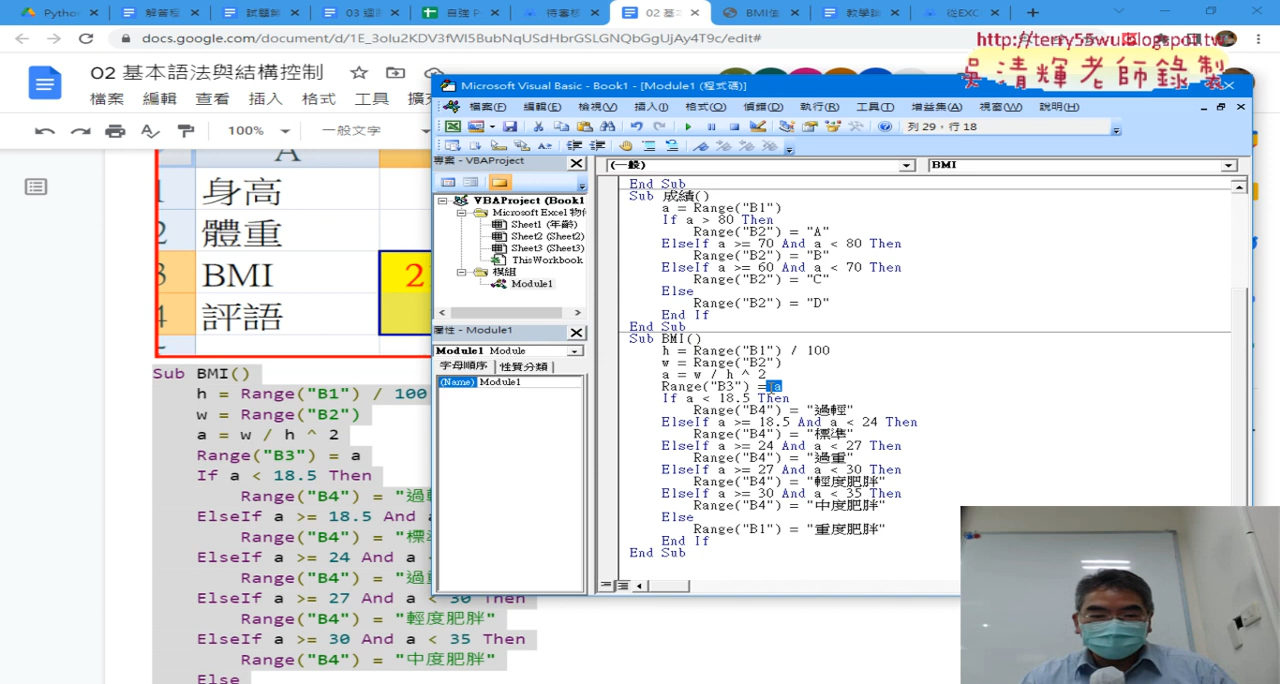 Python
解答程
試題解
03 迴
自強 P
待審核
02 基
BMI值
教學
從EXC
docs.google.com/document/d/1E_3oIu2KDV3fWI5BubNqUSdHbrGSLGNQbGgUjAy4T9c/edit#
http://terry55wu.blogspot.tw
吳清輝老師錄製
02 基本語法與結構控制
檔案 編輯 查看 插入 格式 工具
100% 一般文字
A
1 身高
2 體重
3 BMI 2
4 評語
Sub BMI()
h = Range("B1") / 100
w = Range("B2")
a = w / h ^ 2
Range("B3") = a
If a < 18.5 Then
Range("B4") = "過輕
ElseIf a >= 18.5 And a
Range("B4") = "標
ElseIf a >= 24 And a
Range("B4") = "過
ElseIf a >= 27 And a < 30 Then
Range("B4") = "輕度肥胖"
ElseIf a >= 30 And a < 35 Then
Range("B4") = "中度肥胖"
Else
Microsoft Visual Basic - Book1 - [Module1 (程式碼)]
檔案(F) 編輯(E) 檢視(V) 插入(I) 格式(O) 偵錯(D) 執行(R) 工具(T) 增益集(A) 視窗(W) 說明(H)
列 29，行 18
專案 - VBAProject
VBAProject (Book1
Microsoft Excel 物件
Sheet1 (年齡)
Sheet2 (Sheet2)
Sheet3 (Sheet3)
ThisWorkbook
模組
Module1
屬性 - Module1
Module1 Module
字母順序 性質分類
(Name) Module1
(一般) BMI
End Sub
Sub 成績()
a = Range("B1")
If a > 80 Then
Range("B2") = "A"
ElseIf a >= 70 And a < 80 Then
Range("B2") = "B"
ElseIf a >= 60 And a < 70 Then
Range("B2") = "C"
Else
Range("B2") = "D"
End If
End Sub
Sub BMI()
h = Range("B1") / 100
w = Range("B2")
a = w / h ^ 2
Range("B3") = a
If a < 18.5 Then
Range("B4") = "過輕"
ElseIf a >= 18.5 And a < 24 Then
Range("B4") = "標準"
ElseIf a >= 24 And a < 27 Then
Range("B4") = "過重"
ElseIf a >= 27 And a < 30 Then
Range("B4") = "輕度肥胖"
ElseIf a >= 30 And a < 35 Then
Range("B4") = "中度肥胖"
Else
Range("B1") = "重度肥胖"
End If
End Sub